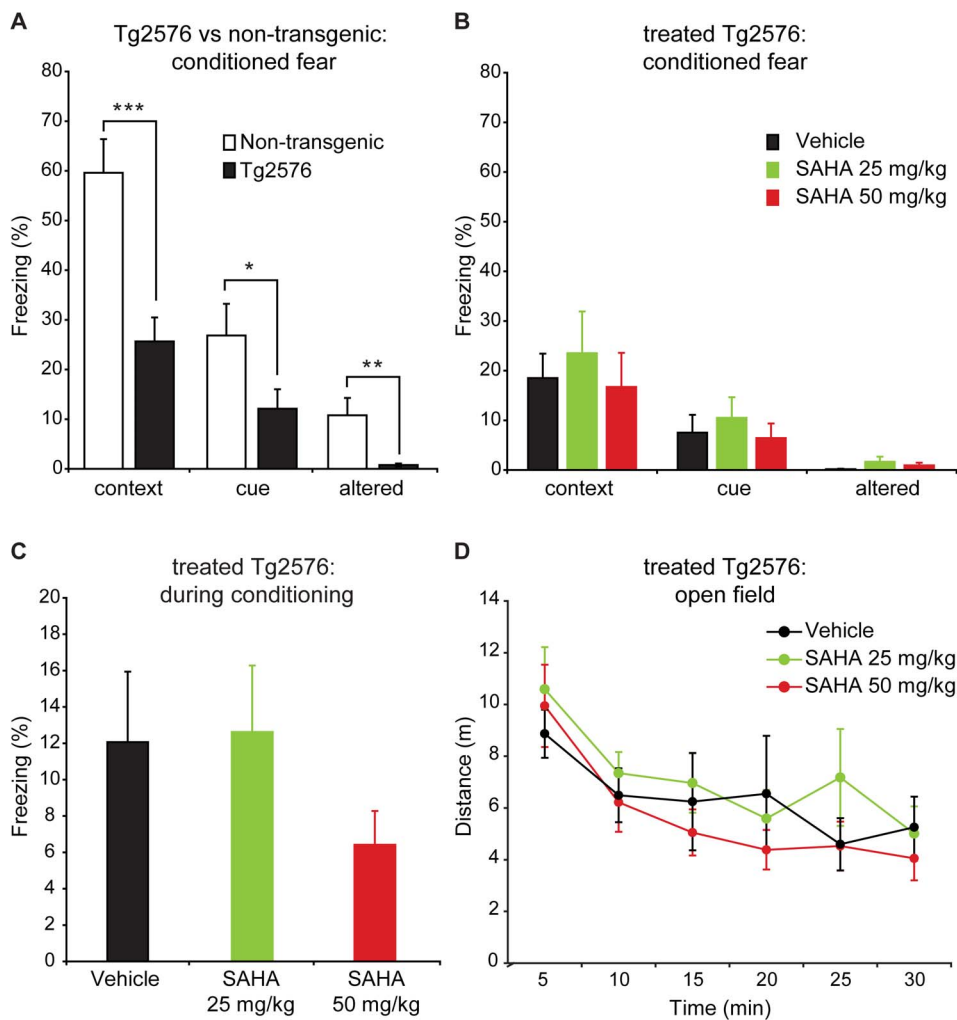 A
Tg2576 vs non-transgenic:
conditioned fear
80
70
60
50
40
30
20
10
0
Freezing (%)
***
*
**
Non-transgenic
Tg2576
context cue altered
B
treated Tg2576:
conditioned fear
80
70
60
50
40
30
20
10
0
Freezing (%)
Vehicle
SAHA 25 mg/kg
SAHA 50 mg/kg
context cue altered
C
treated Tg2576:
during conditioning
20
18
16
14
12
10
8
6
4
2
0
Freezing (%)
Vehicle SAHA SAHA
25 mg/kg 50 mg/kg
D
treated Tg2576:
open field
14
12
10
8
6
4
2
0
Distance (m)
Vehicle
SAHA 25 mg/kg
SAHA 50 mg/kg
5 10 15 20 25 30
Time (min)